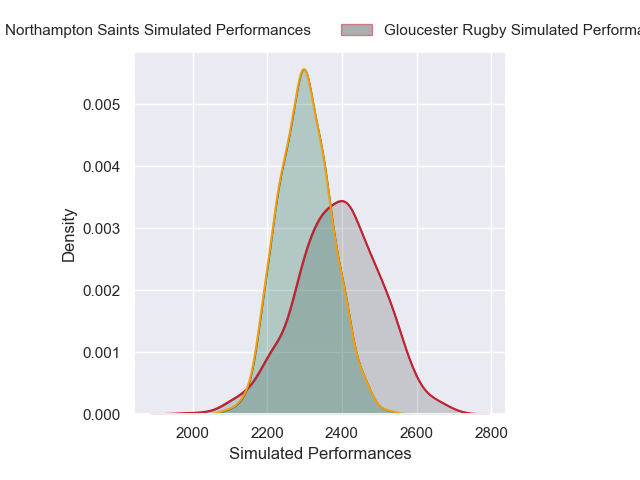 Northampton Saints Simulated Performances
Gloucester Rugby Simulated Performa
0.005
0.004
0.003
0.002
0.001
0.000
Density
2000 2200 2400 2600 2800
Simulated Performances